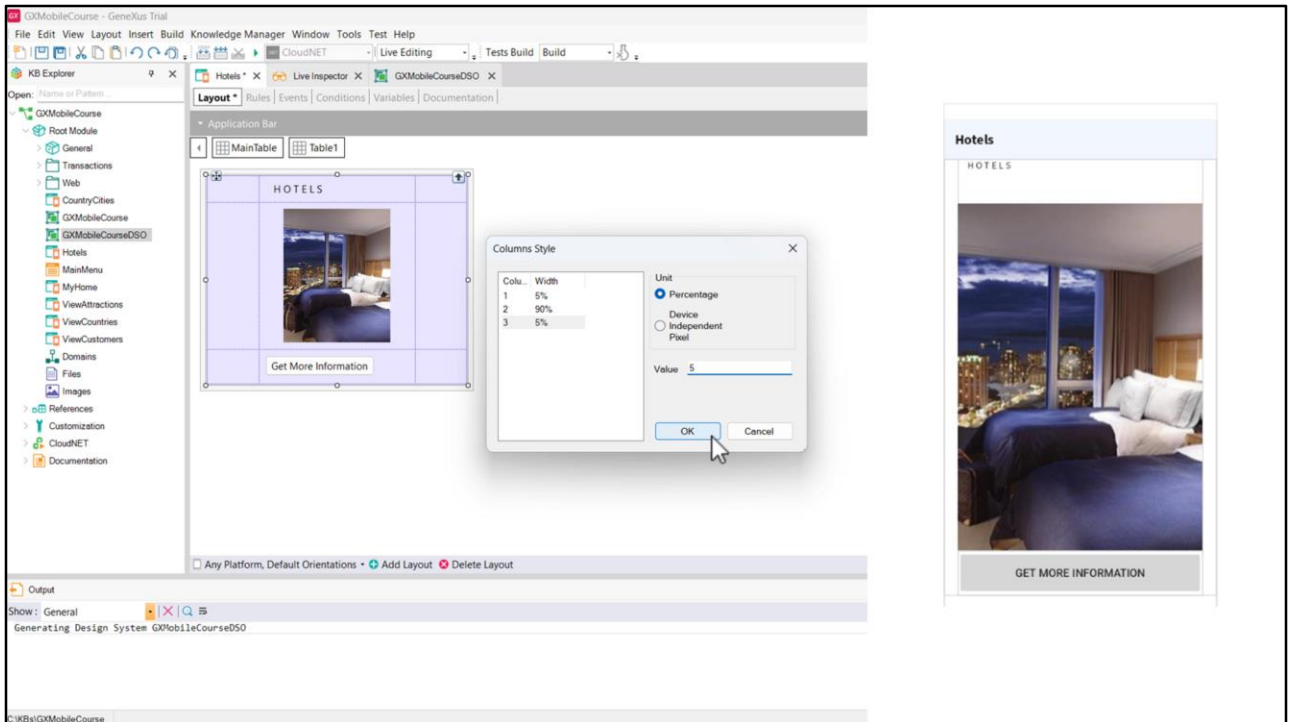 GX GXMobileCourse - GeneXus Trial
File Edit View Layout Insert Build Knowledge Manager Window Tools Test Help
CloudNET Live Editing Tests Build Build
KB Explorer
Hotels * X Live Inspector X GXMobileCourseDSO X
Open: Name or Pattern...
Layout * Rules Events Conditions Variables Documentation
GXMobileCourse
Root Module
General
Transactions
Web
CountryCities
GXMobileCourse
GXMobileCourseDSO
Hotels
MainMenu
MyHome
ViewAttractions
ViewCountries
ViewCustomers
Domains
Files
Images
References
Customization
CloudNET
Documentation
Application Bar
MainTable Table1
HOTELS
Get More Information
Columns Style
Colu... Width
1 5%
2 90%
3 5%
Unit
Percentage
Device
Independent
Pixel
Value 5
OK Cancel
Any Platform, Default Orientations • Add Layout Delete Layout
Output
Show: General
Generating Design System GXMobileCourseDSO
C:\KBs\GXMobileCourse
Hotels
HOTELS
GET MORE INFORMATION